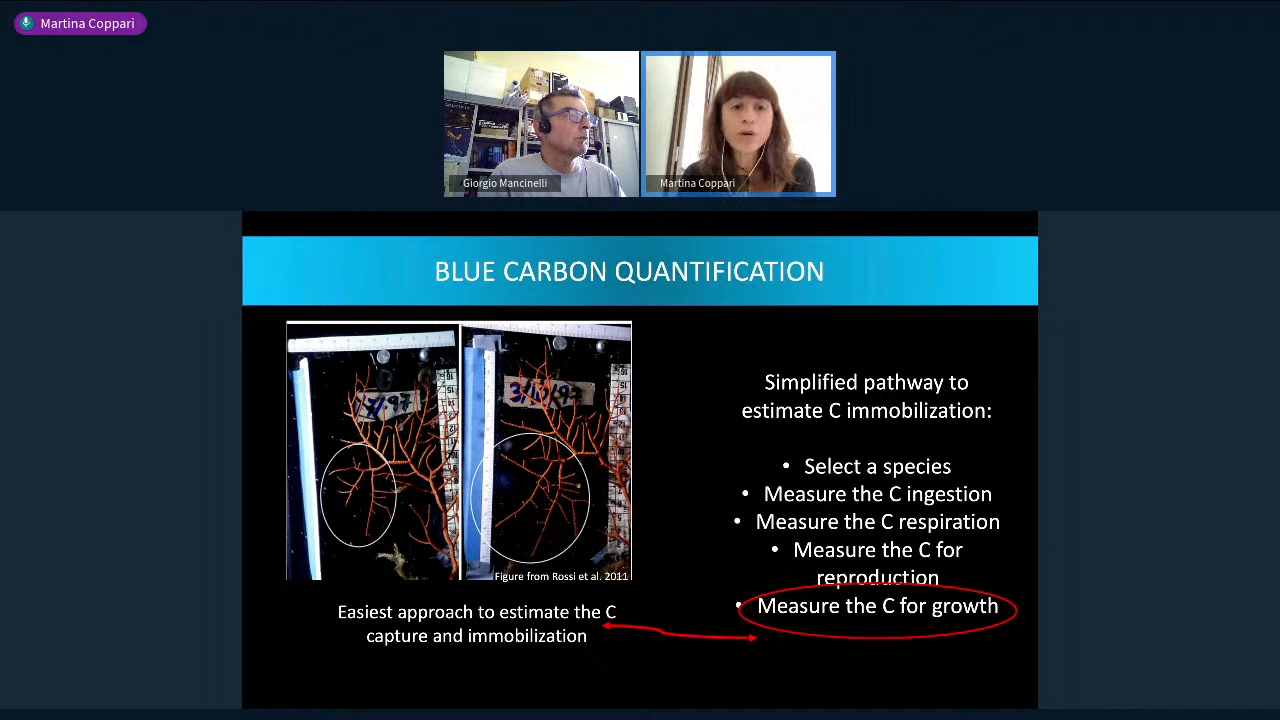 Martina Coppari
Giorgio Mancinelli
Martina Coppari
BLUE CARBON QUANTIFICATION
Figure from Rossi et al. 2011
Easiest approach to estimate the C
capture and immobilization
Simplified pathway to
estimate C immobilization:
• Select a species
• Measure the C ingestion
• Measure the C respiration
• Measure the C for
reproduction
• Measure the C for growth